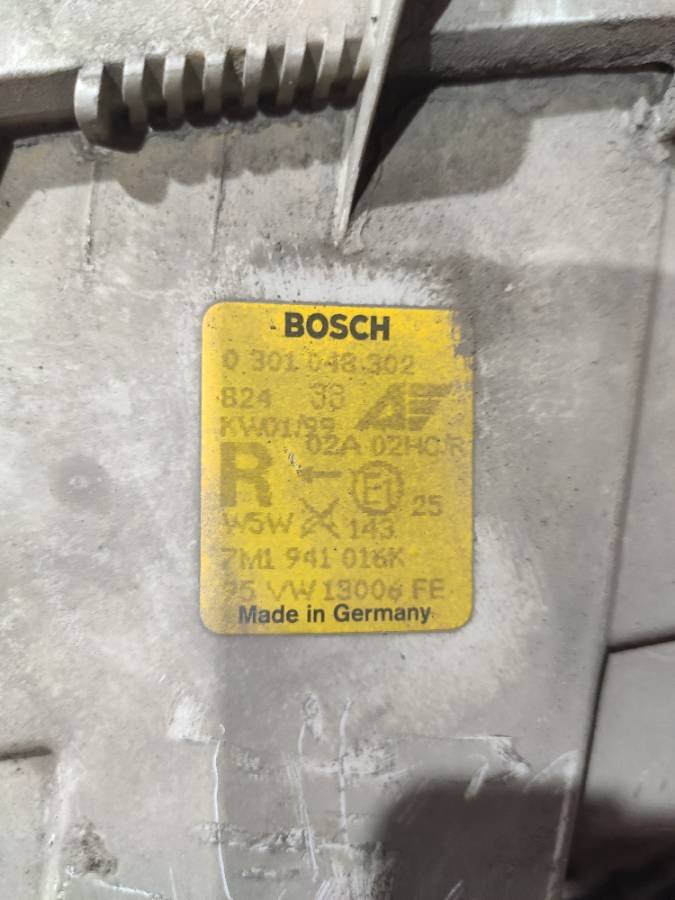 BOSCH
0 301 048 302
824 33
KW01/99
02A 02HC/R
R E1 25
W5W 143
7M1 941 016K
95 VW 13006 FE
Made in Germany